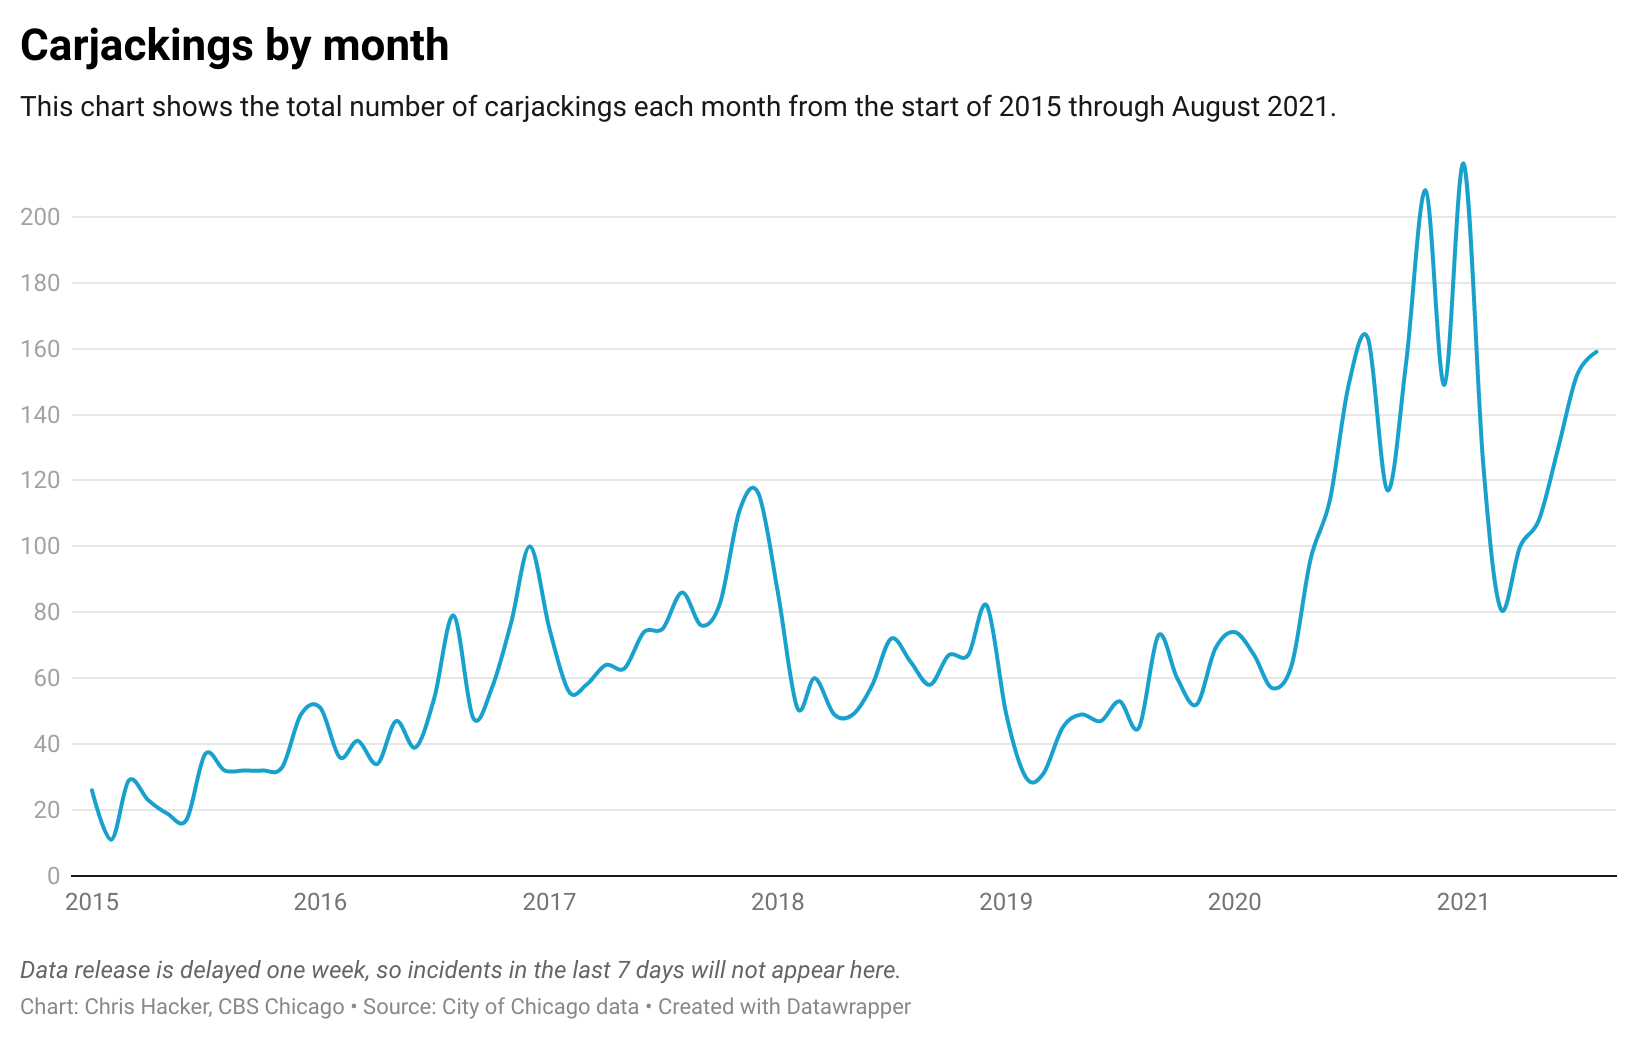 Carjackings by month
This chart shows the total number of carjackings each month from the start of 2015 through August 2021.
200
180
160
140
120
100
80
60
40
20
0
2015 2016 2017 2018 2019 2020 2021
Data release is delayed one week, so incidents in the last 7 days will not appear here.
Chart: Chris Hacker, CBS Chicago • Source: City of Chicago data • Created with Datawrapper